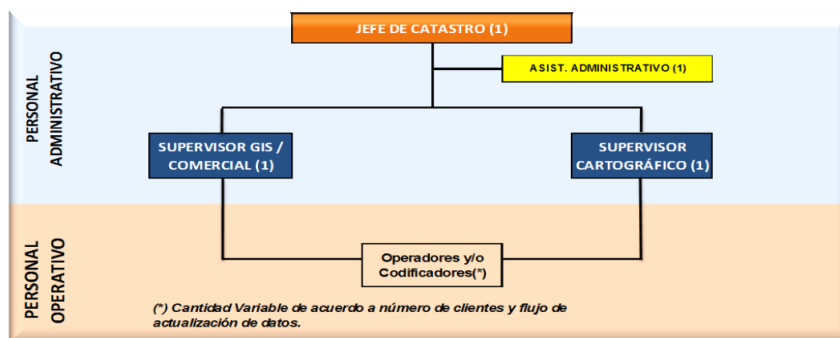 JEFE DE CATASTRO (1)
ASIST. ADMINISTRATIVO (1)
PERSONAL
ADMINISTRATIVO
SUPERVISOR GIS /
COMERCIAL (1)
SUPERVISOR
CARTOGRÁFICO (1)
PERSONAL
OPERATIVO
Operadores y/o
Codificadores(*)
(*) Cantidad Variable de acuerdo a número de clientes y flujo de
actualización de datos.